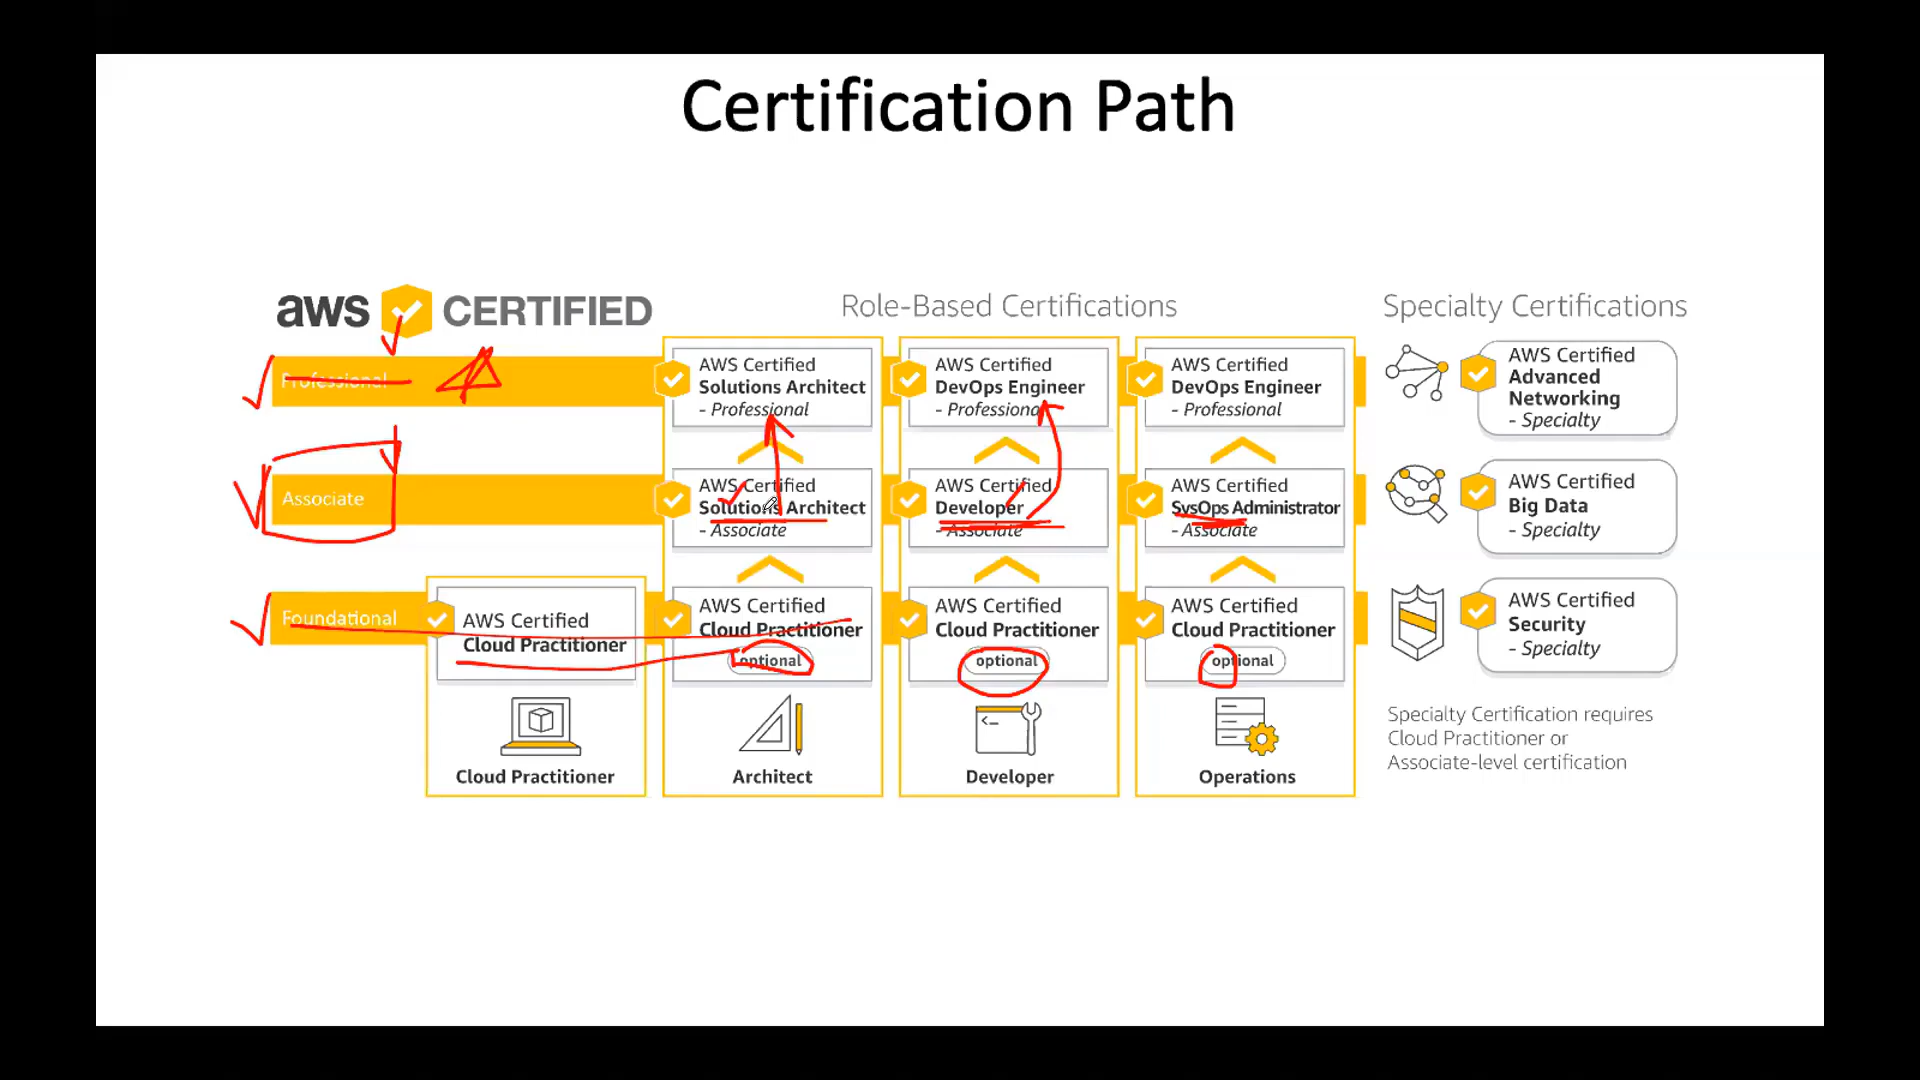 Certification Path
aws CERTIFIED
Role-Based Certifications
Specialty Certifications
Professional
AWS Certified
Solutions Architect
- Professional
AWS Certified
DevOps Engineer
- Professional
AWS Certified
DevOps Engineer
- Professional
AWS Certified
Advanced
Networking
- Specialty
Associate
AWS Certified
Solutions Architect
- Associate
AWS Certified
Developer
- Associate
AWS Certified
SysOps Administrator
- Associate
AWS Certified
Big Data
- Specialty
Foundational
AWS Certified
Cloud Practitioner
AWS Certified
Cloud Practitioner
optional
AWS Certified
Cloud Practitioner
optional
AWS Certified
Cloud Practitioner
optional
AWS Certified
Security
- Specialty
Cloud Practitioner
Architect
Developer
Operations
Specialty Certification requires
Cloud Practitioner or
Associate-level certification